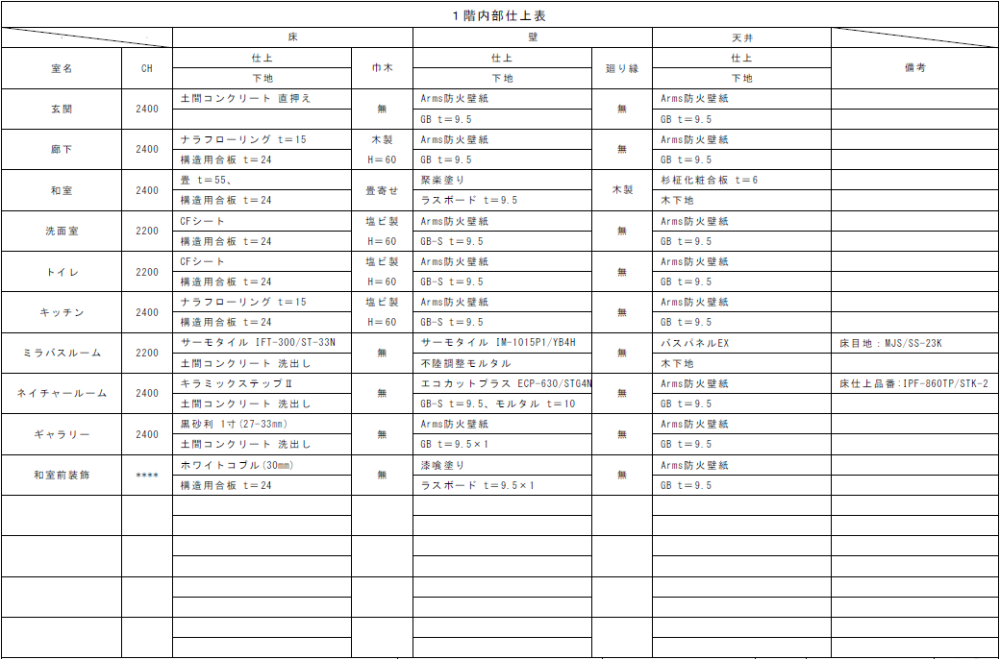 1階内部仕上表
床 壁 天井
室名 CH 仕上 巾木 仕上 廻り縁 仕上 備考
下地 下地 下地
玄関 2400 土間コンクリート 直押え 無 Arms防火壁紙 無 Arms防火壁紙
GB t=9.5 GB t=9.5
廊下 2400 ナラフローリング t=15 木製 Arms防火壁紙 無 Arms防火壁紙
構造用合板 t=24 H=60 GB t=9.5 GB t=9.5
和室 2400 畳 t=55、 畳寄せ 聚楽塗り 木製 杉柾化粧合板 t=6
構造用合板 t=24 ラスボード t=9.5 木下地
洗面室 2200 CFシート 塩ビ製 Arms防火壁紙 無 Arms防火壁紙
構造用合板 t=24 H=60 GB-S t=9.5 GB t=9.5
トイレ 2200 CFシート 塩ビ製 Arms防火壁紙 無 Arms防火壁紙
構造用合板 t=24 H=60 GB-S t=9.5 GB t=9.5
キッチン 2400 ナラフローリング t=15 塩ビ製 Arms防火壁紙 無 Arms防火壁紙
構造用合板 t=24 H=60 GB-S t=9.5 GB t=9.5
ミラバスルーム 2200 サーモタイル IFT-300/ST-33N 無 サーモタイル IM-1015P1/YB4H 無 バスパネルEX 床目地：MJS/SS-23K
土間コンクリート 洗出し 不陸調整モルタル 木下地
ネイチャールーム 2400 キラミックステップⅡ 無 エコカットプラス ECP-630/STG4N 無 Arms防火壁紙 床仕上品番:IPF-860TP/STK-2
土間コンクリート 洗出し GB-S t=9.5、モルタル t=10 GB t=9.5
ギャラリー 2400 黒砂利 1寸(27-33mm) 無 Arms防火壁紙 無 Arms防火壁紙
土間コンクリート 洗出し GB t=9.5×1 GB t=9.5
和室前装飾 **** ホワイトコブル(30mm) 無 漆喰塗り 無 Arms防火壁紙
構造用合板 t=24 ラスボード t=9.5×1 GB t=9.5